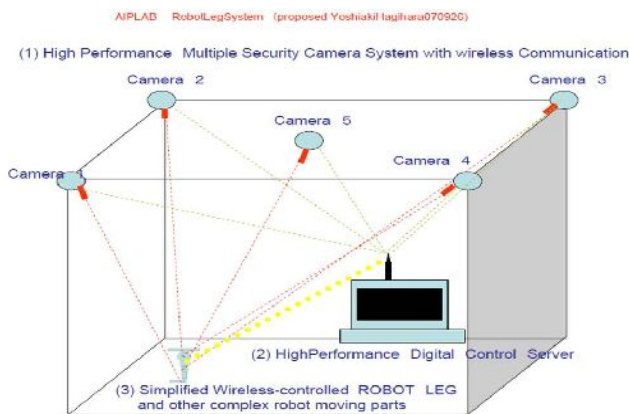 AIPLAB RobotLegSystem (proposed YoshiakiHagihara070920)
(1) High Performance Multiple Security Camera System with wireless Communication
Camera 2
Camera 3
Camera 5
Camera 4
Camera
(2) HighPerformance Digital Control Server
(3) Simplified Wireless-controlled ROBOT LEG
and other complex robot moving parts